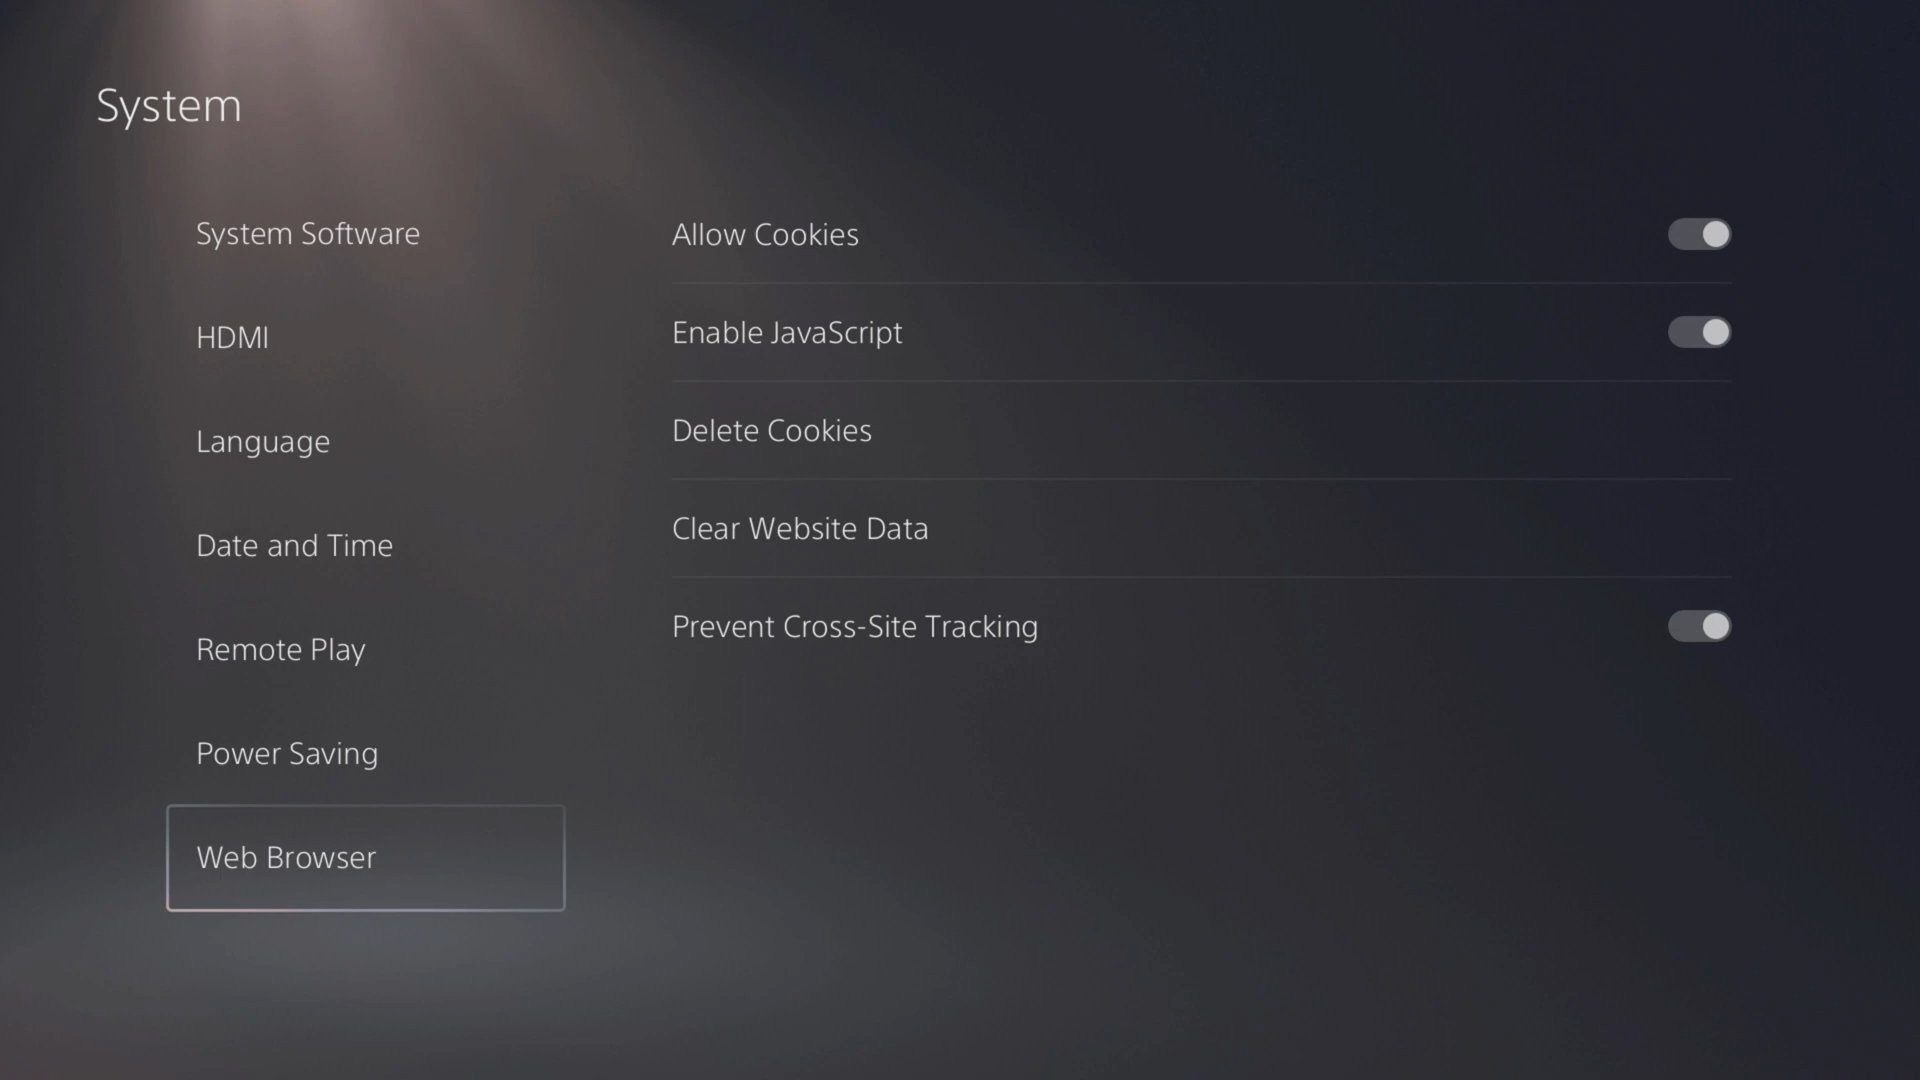 System
System Software
HDMI
Language
Date and Time
Remote Play
Power Saving
Web Browser
Allow Cookies
Enable JavaScript
Delete Cookies
Clear Website Data
Prevent Cross-Site Tracking